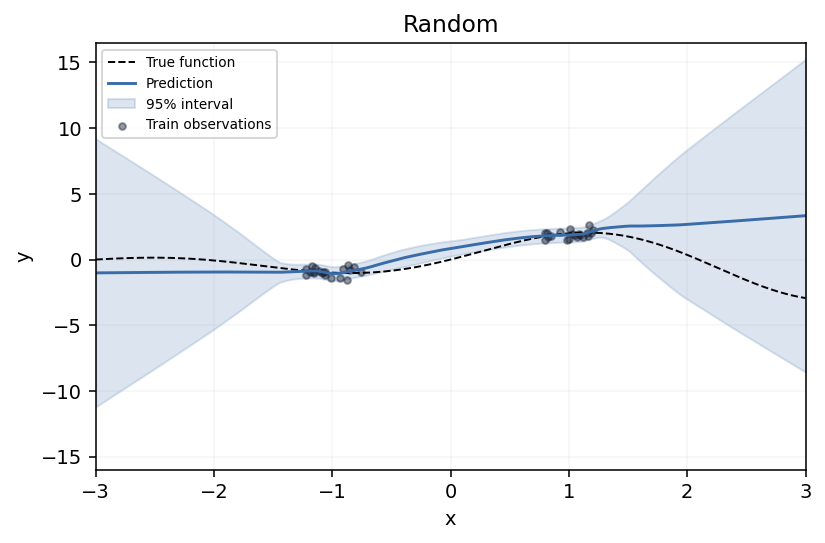 Random
True function
Prediction
95% interval
Train observations
15
10
5
0
−5
−10
−15
y
−3
−2
−1
0
1
2
3
x